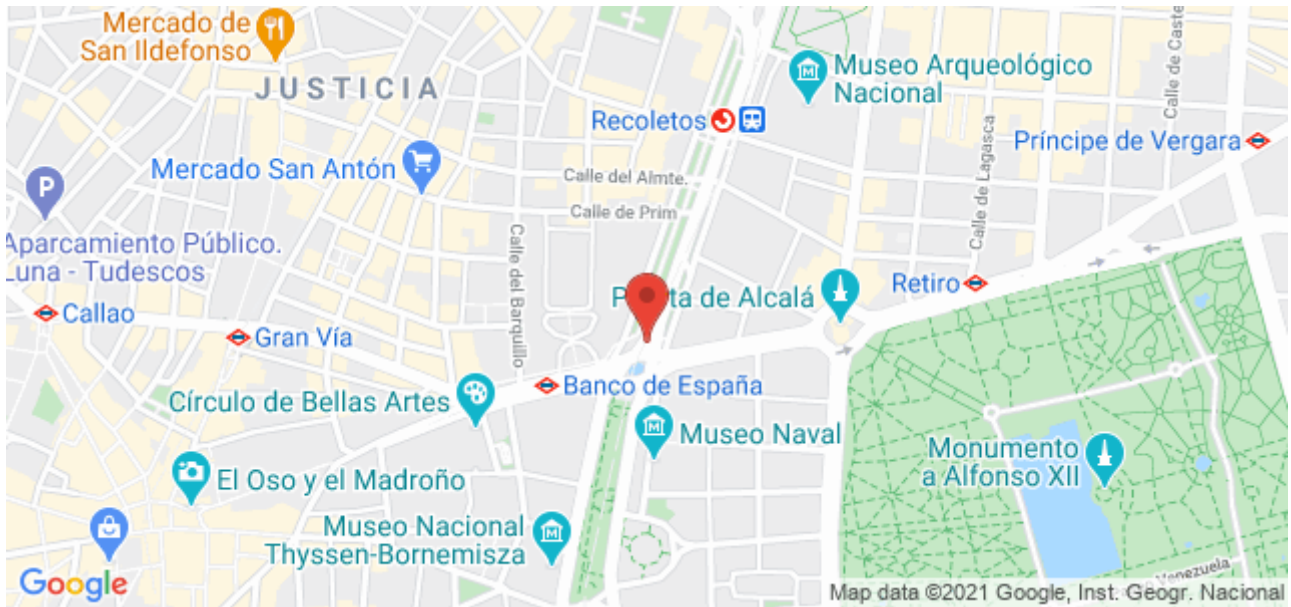 Mercado de
San Ildefonso
JUSTICIA
Museo Arqueológico
Nacional
Calle de Caste
Recoletos
Príncipe de Vergara
Calle de Lagasca
Mercado San Antón
Calle del Almte.
Calle de Prim
P
Aparcamiento Público.
Luna - Tudescos
Calle del Barquillo
Retiro
P ta de Alcalá
Callao
Gran Vía
Banco de España
Círculo de Bellas Artes
Museo Naval
Monumento
a Alfonso XII
El Oso y el Madroño
Museo Nacional
Thyssen-Bornemisza
Venezuela
Google
Map data ©2021 Google, Inst. Geogr. Nacional